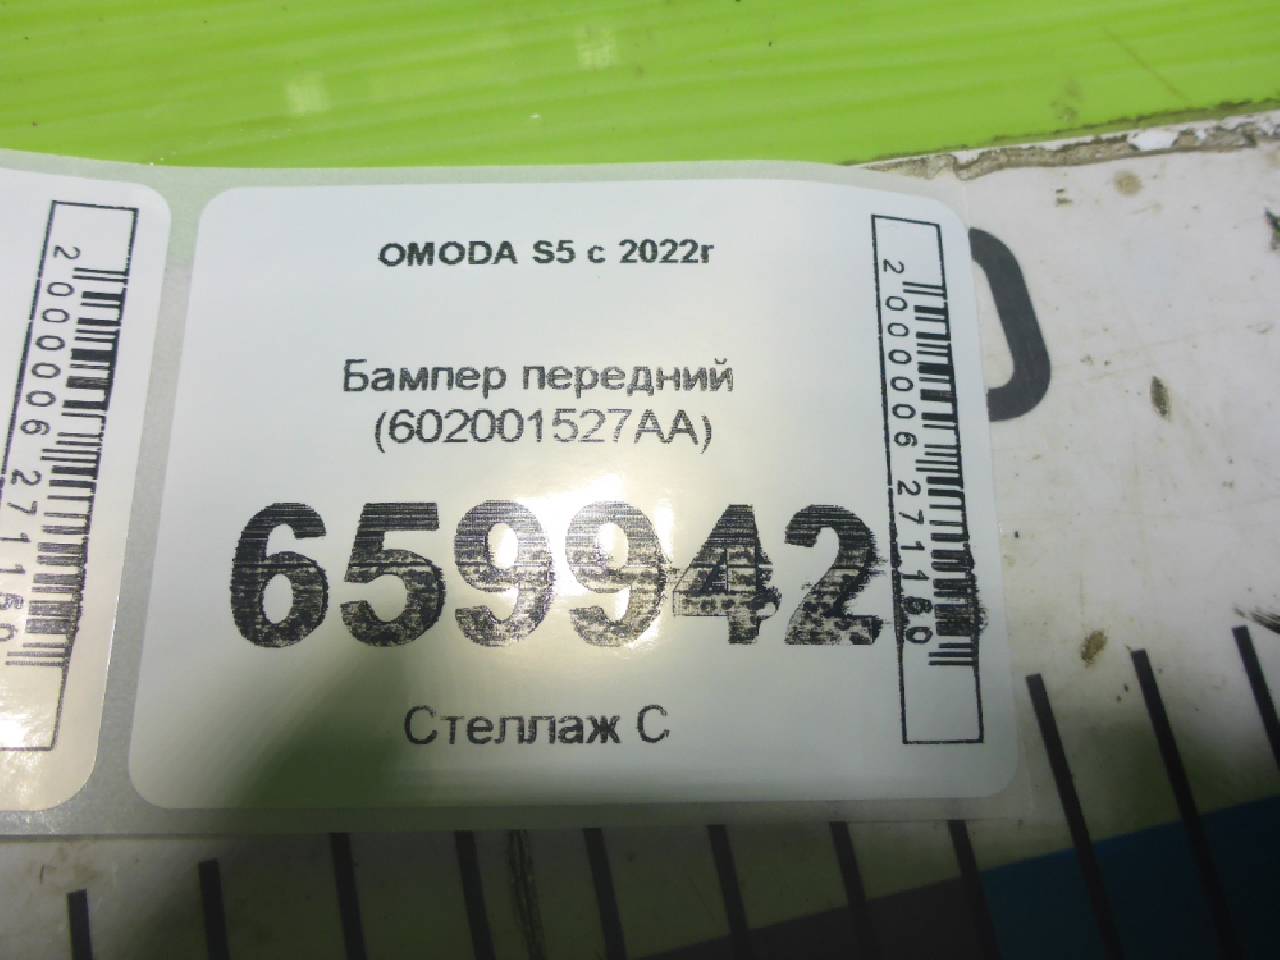 OMODA S5 с 2022г
Бампер передний
(602001527AA)
659942
Стеллаж С
2000006271160
2000006271160